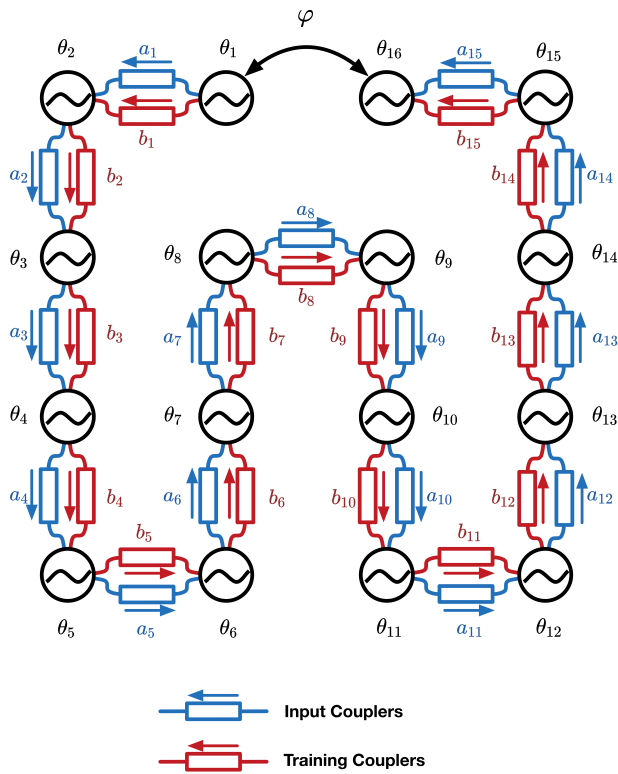 φ
θ₂ a₁ θ₁ θ₁₆ a₁₅ θ₁₅
b₁ b₁₅
a₂ b₂ b₁₄ a₁₄
θ₃ θ₈ a₈ θ₉ θ₁₄
b₈
a₃ b₃ a₇ b₇ b₉ a₉ b₁₃ a₁₃
θ₄ θ₇ θ₁₀ θ₁₃
a₄ b₄ a₆ b₆ b₁₀ a₁₀ b₁₂ a₁₂
b₅ b₁₁
θ₅ a₅ θ₆ θ₁₁ a₁₁ θ₁₂
Input Couplers
Training Couplers